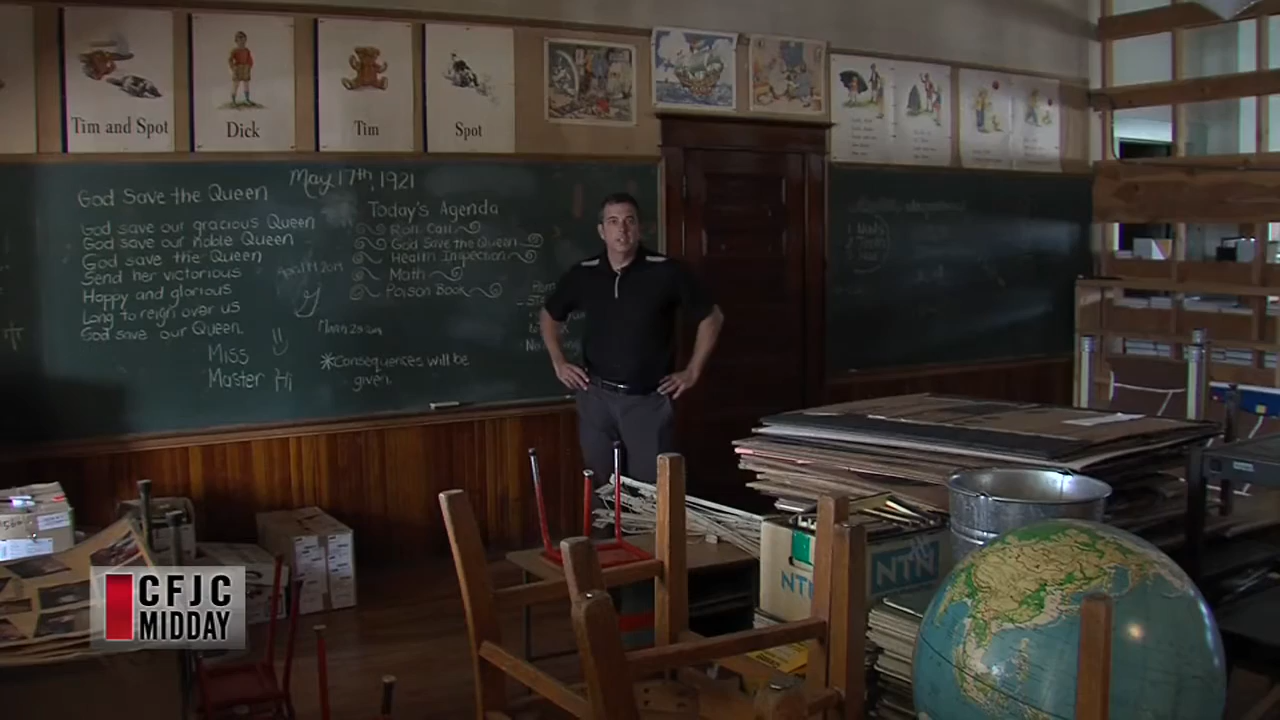 Tim and Spot
Dick
Tim
Spot
May 17th, 1921
God Save the Queen
God save our gracious Queen
God save our noble Queen
God save the Queen
Send her victorious
Happy and glorious
Long to reign over us
God save our Queen.
Miss
Master Hi
Today's Agenda
Roll Call
God Save the Queen
Health Inspection
Math
Poison Book
*Consequences will be
given.
NTN
NTN
CFJC
MIDDAY